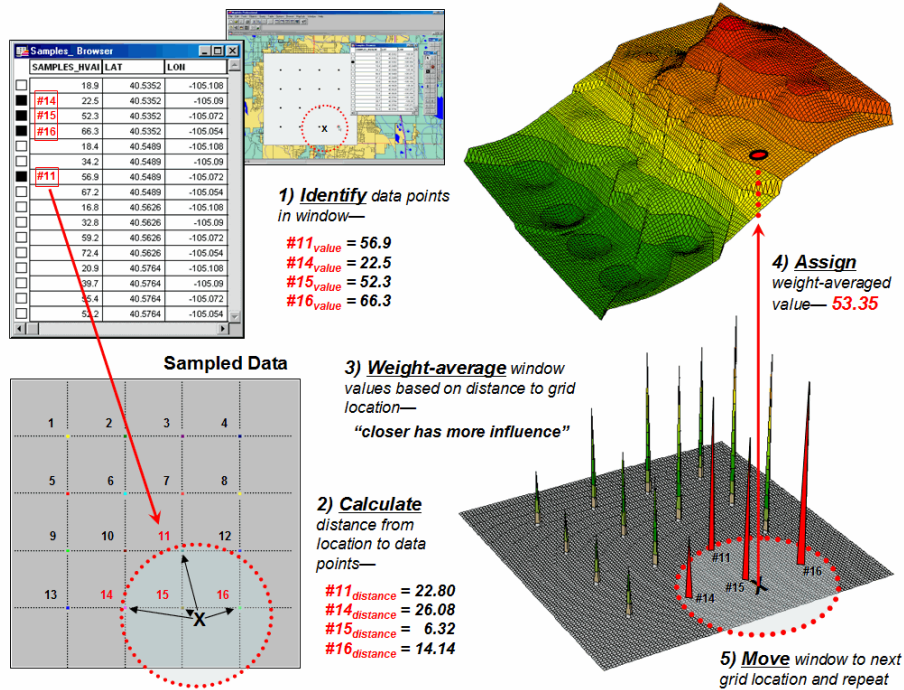 Samples_ Browser
SAMPLES_HVAI LAT LON
18.9 40.5352 -105.108
#14 22.5 40.5352 -105.09
#15 52.3 40.5352 -105.072
#16 66.3 40.5352 -105.054
18.4 40.5489 -105.108
34.2 40.5489 -105.09
#11 56.9 40.5489 -105.072
67.2 40.5489 -105.054
16.8 40.5626 -105.108
32.8 40.5626 -105.09
59.2 40.5626 -105.072
72.4 40.5626 -105.054
20.9 40.5764 -105.108
39.7 40.5764 -105.09
40.5764 -105.072
40.5764 -105.054
X
1) Identify data points
in window—
#11value = 56.9
#14value = 22.5
#15value = 52.3
#16value = 66.3
4) Assign
weight-averaged
value— 53.35
Sampled Data
1 2 3 4
5 6 7 8
9 10 11 12
13 14 15 16
X
3) Weight-average window
values based on distance to grid
location—
“closer has more influence”
2) Calculate
distance from
location to data
points—
#11distance = 22.80
#14distance = 26.08
#15distance = 6.32
#16distance = 14.14
#11
#16
#15
#14
X
5) Move window to next
grid location and repeat